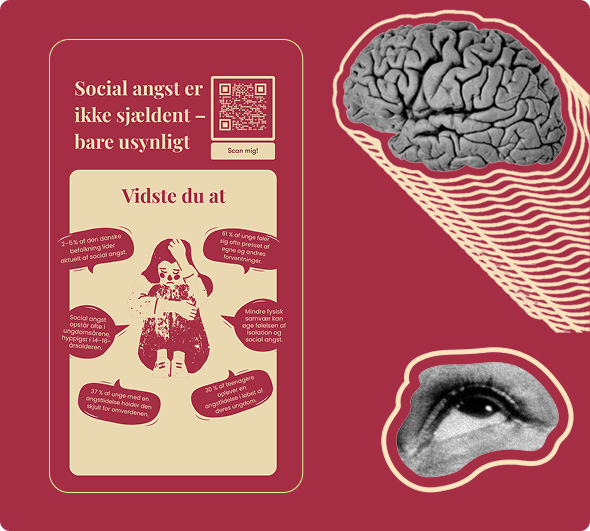 Social angst er
ikke sjældent –
bare usynligt
Scan mig!
Vidste du at
2-5 % af den danske
befolkning lider
aktuelt af social angst.
61 % af unge føler
sig ofte presset af
egne og andres
forventninger.
Social angst
opstår ofte i
ungdomsårene,
hyppigst i 14-16-
årsalderen.
Mindre fysisk
samvær kan
øge følelsen af
isolation og
social angst.
37 % af unge med en
angstlidelse holder den
skjult for omverdenen.
30 % af teenagere
oplever en
angstlidelse i løbet af
deres ungdom.